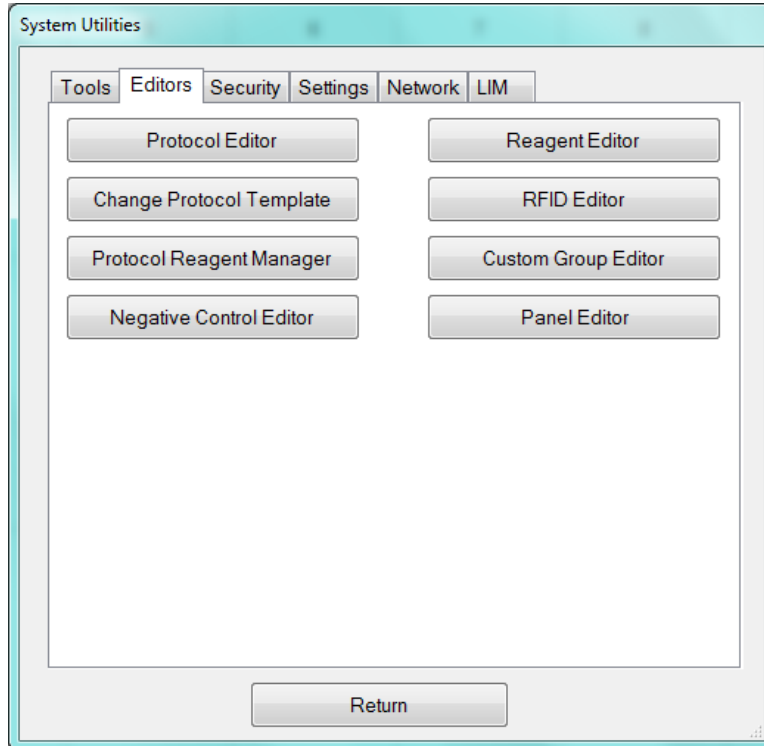 System Utilities
Tools Editors Security Settings Network LIM
Protocol Editor Reagent Editor
Change Protocol Template RFID Editor
Protocol Reagent Manager Custom Group Editor
Negative Control Editor Panel Editor
Return